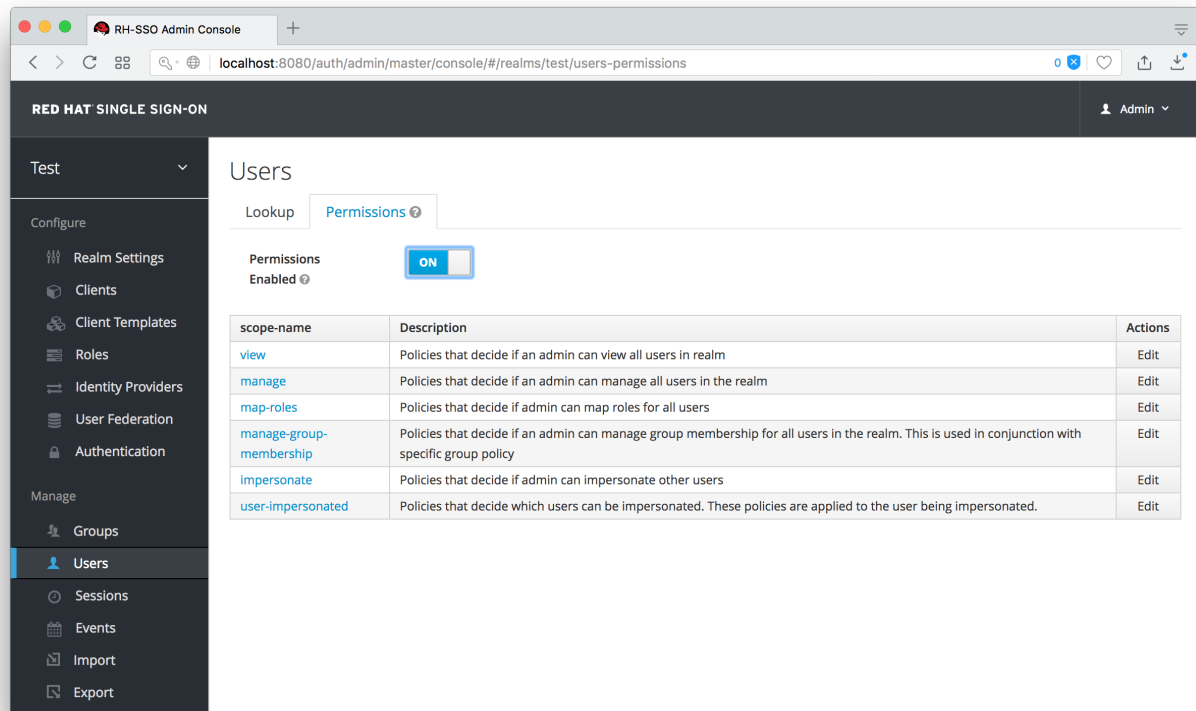 RH-SSO Admin Console
localhost:8080/auth/admin/master/console/#/realms/test/users-permissions
0
RED HAT SINGLE SIGN-ON
Admin
Test
Users
Lookup
Permissions
Configure
Realm Settings
Clients
Client Templates
Roles
Identity Providers
User Federation
Authentication
Manage
Groups
Users
Sessions
Events
Import
Export
Permissions
Enabled
ON
scope-name Description Actions
view Policies that decide if an admin can view all users in realm Edit
manage Policies that decide if an admin can manage all users in the realm Edit
map-roles Policies that decide if admin can map roles for all users Edit
manage-group- Policies that decide if an admin can manage group membership for all users in the realm. This is used in conjunction with Edit
membership specific group policy
impersonate Policies that decide if admin can impersonate other users Edit
user-impersonated Policies that decide which users can be impersonated. These policies are applied to the user being impersonated. Edit